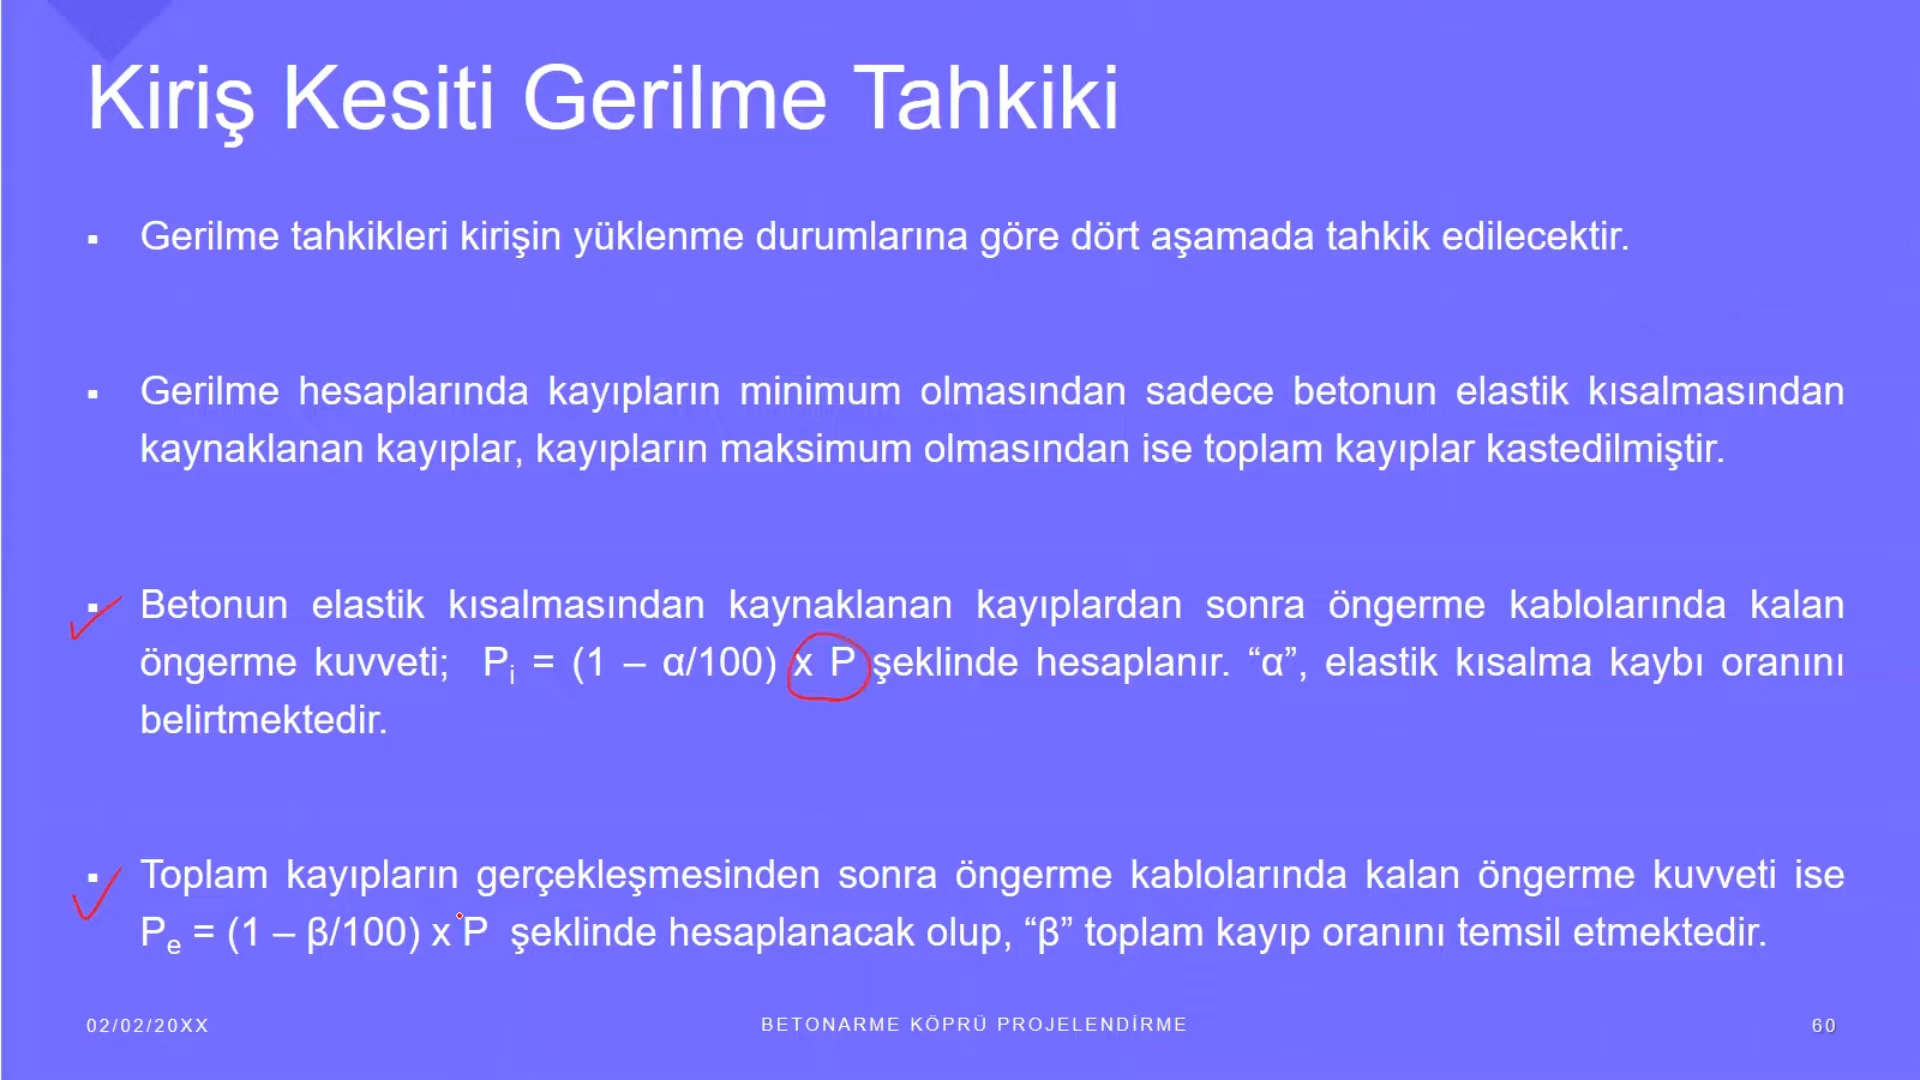 Kiriş Kesiti Gerilme Tahkiki
▪ Gerilme tahkikleri kirişin yüklenme durumlarına göre dört aşamada tahkik edilecektir.
▪ Gerilme hesaplarında kayıpların minimum olmasından sadece betonun elastik kısalmasından
kaynaklanan kayıplar, kayıpların maksimum olmasından ise toplam kayıplar kastedilmiştir.
▪ Betonun elastik kısalmasından kaynaklanan kayıplardan sonra öngerme kablolarında kalan
öngerme kuvveti; Pi = (1 – α/100) x P şeklinde hesaplanır. “α”, elastik kısalma kaybı oranını
belirtmektedir.
▪ Toplam kayıpların gerçekleşmesinden sonra öngerme kablolarında kalan öngerme kuvveti ise
Pe = (1 – β/100) x P şeklinde hesaplanacak olup, “β” toplam kayıp oranını temsil etmektedir.
02/02/20XX BETONARME KÖPRÜ PROJELENDİRME 60